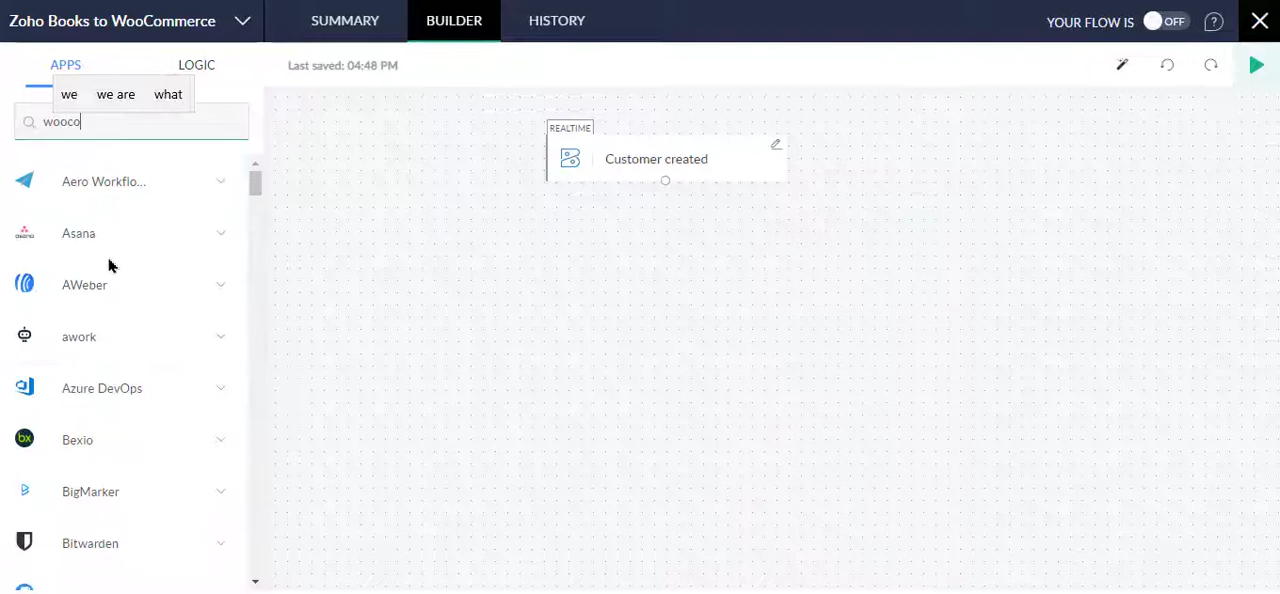 Zoho Books to WooCommerce SUMMARY BUILDER HISTORY YOUR FLOW IS OFF ?
APPS LOGIC Last saved: 04:48 PM
we we are what
wooco
REALTIME
Customer created
Aero Workflo...
Asana
AWeber
awork
Azure DevOps
bx Bexio
BigMarker
Bitwarden